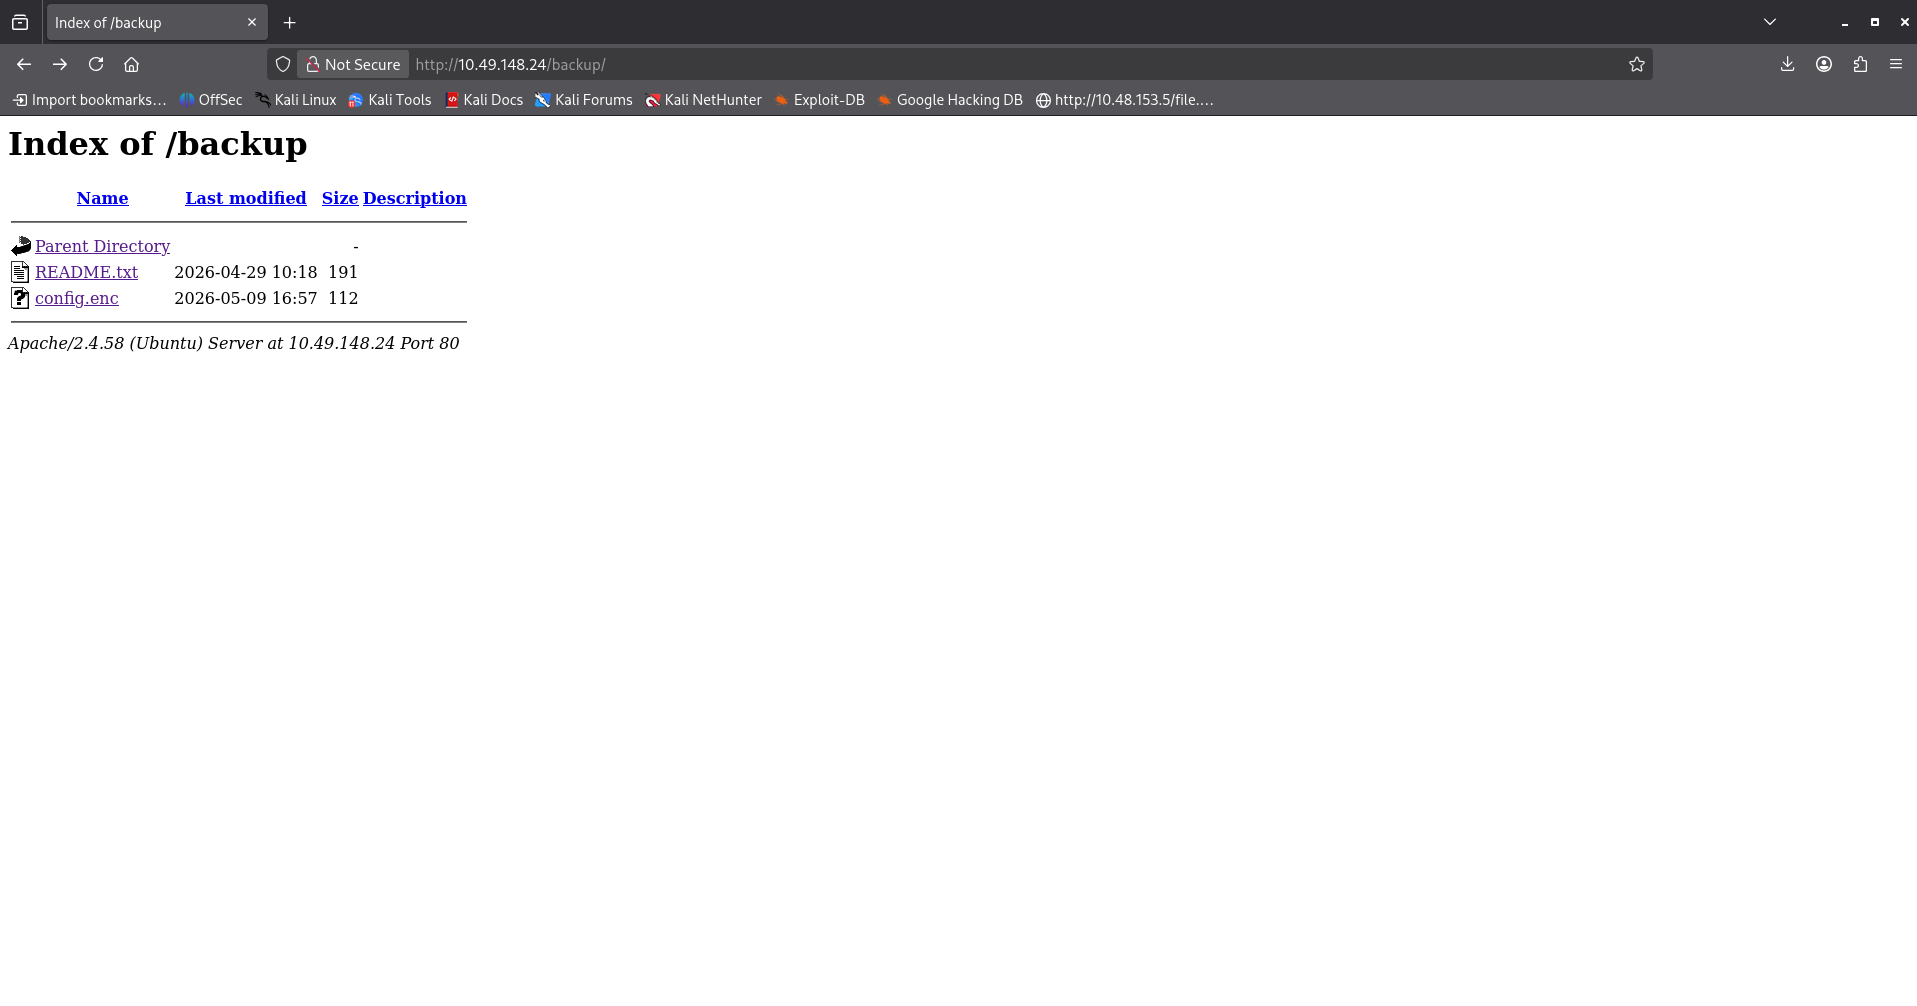 Index of /backup
Not Secure http://10.49.148.24/backup/
Import bookmarks... OffSec Kali Linux Kali Tools Kali Docs Kali Forums Kali NetHunter Exploit-DB Google Hacking DB http://10.48.153.5/file....
Index of /backup
Name Last modified Size Description
Parent Directory -
README.txt 2026-04-29 10:18 191
config.enc 2026-05-09 16:57 112
Apache/2.4.58 (Ubuntu) Server at 10.49.148.24 Port 80